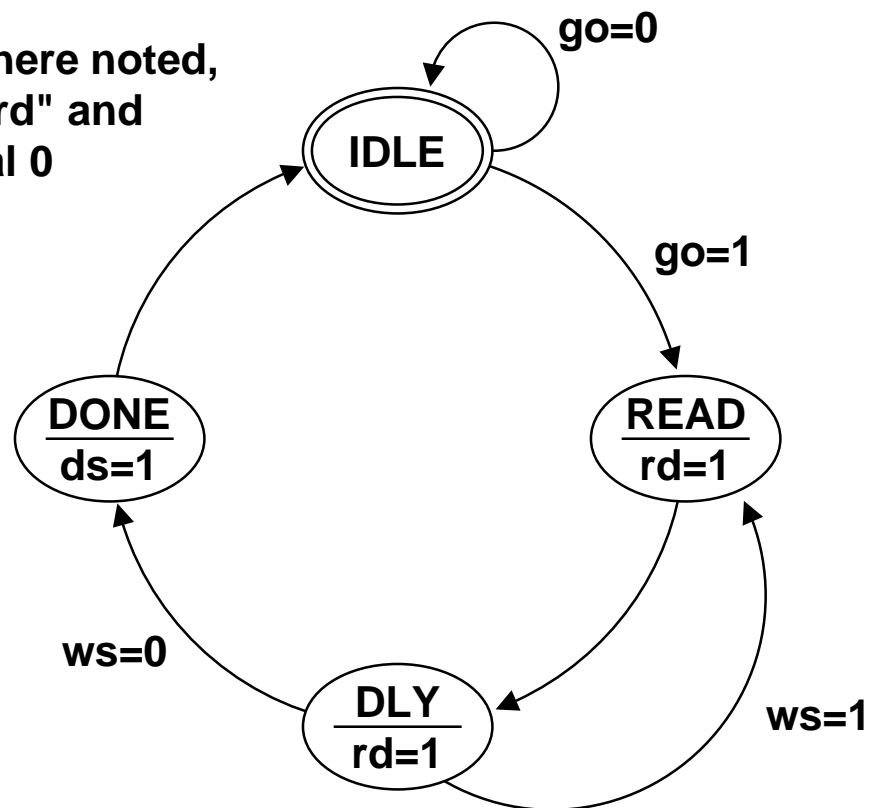 here noted,
rd" and
al 0
go=0
IDLE
go=1
DONE
ds=1
READ
rd=1
ws=0
DLY
rd=1
ws=1